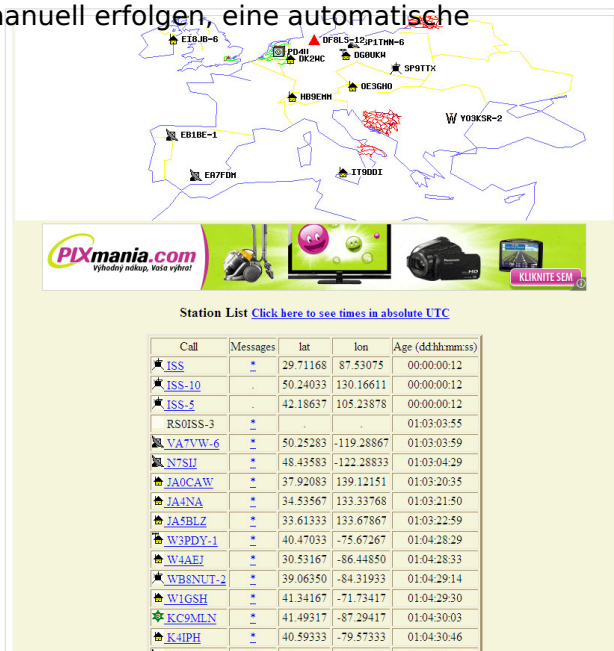 nanuell erfolgen, eine automatische
EI8JB-6
DF8LS-12
SP1TMN-6
PD4U
DG0UKW
DK2WC
SP9TTX
OE3GHO
HB9EMM
YO3KSR-2
EB1BE-1
IT9DDI
EA7FDM
PIXmania.com
Výhodný nákup, Vaša výhra!
KLIKNITE SEM
Station List Click here to see times in absolute UTC
Call Messages lat lon Age (dd:hh:mm:ss)
ISS * 29.71168 87.53075 00:00:00:12
ISS-10 . 50.24033 130.16611 00:00:00:12
ISS-5 . 42.18637 105.23878 00:00:00:12
RS0ISS-3 * . . 01:03:03:55
VA7VW-6 * 50.25283 -119.28867 01:03:03:59
N7SIJ * 48.43583 -122.28833 01:03:04:29
JA0CAW * 37.92083 139.12151 01:03:20:35
JA4NA * 34.53567 133.33768 01:03:21:50
JA5BLZ * 33.61333 133.67867 01:03:22:59
W3PDY-1 * 40.47033 -75.67267 01:04:28:29
W4AEJ * 30.53167 -86.44850 01:04:28:33
WB8NUT-2 * 39.06350 -84.31933 01:04:29:14
W1GSH * 41.34167 -71.73417 01:04:29:30
KC9MLN * 41.49317 -87.29417 01:04:30:03
K4IPH * 40.59333 -79.57333 01:04:30:46